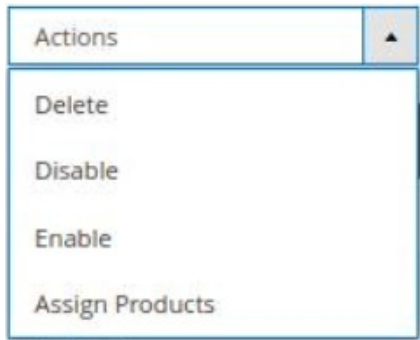 Actions
Delete
Disable
Enable
Assign Products